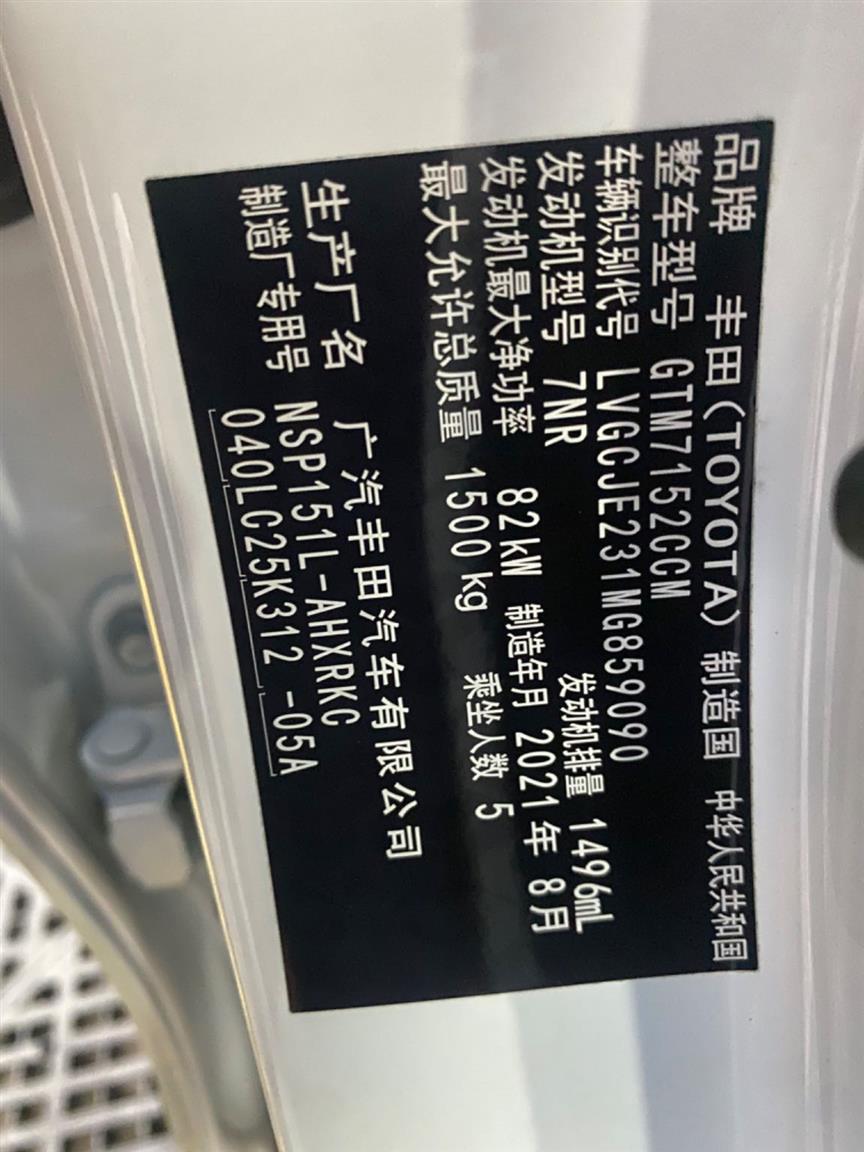 品牌 丰田(TOYOTA) 制造国 中华人民共和国
整车型号 GTM7152CCM
车辆识别代号 LVGCJE231MG859090
发动机型号 7NR 发动机排量 1496mL
发动机最大净功率 82kW 制造年月 2021年 8月
最大允许总质量 1500kg 乘坐人数 5
生产厂名 广汽丰田汽车有限公司
制造厂专用号 NSP151L-AHXRKC
040LC25K312 -05A